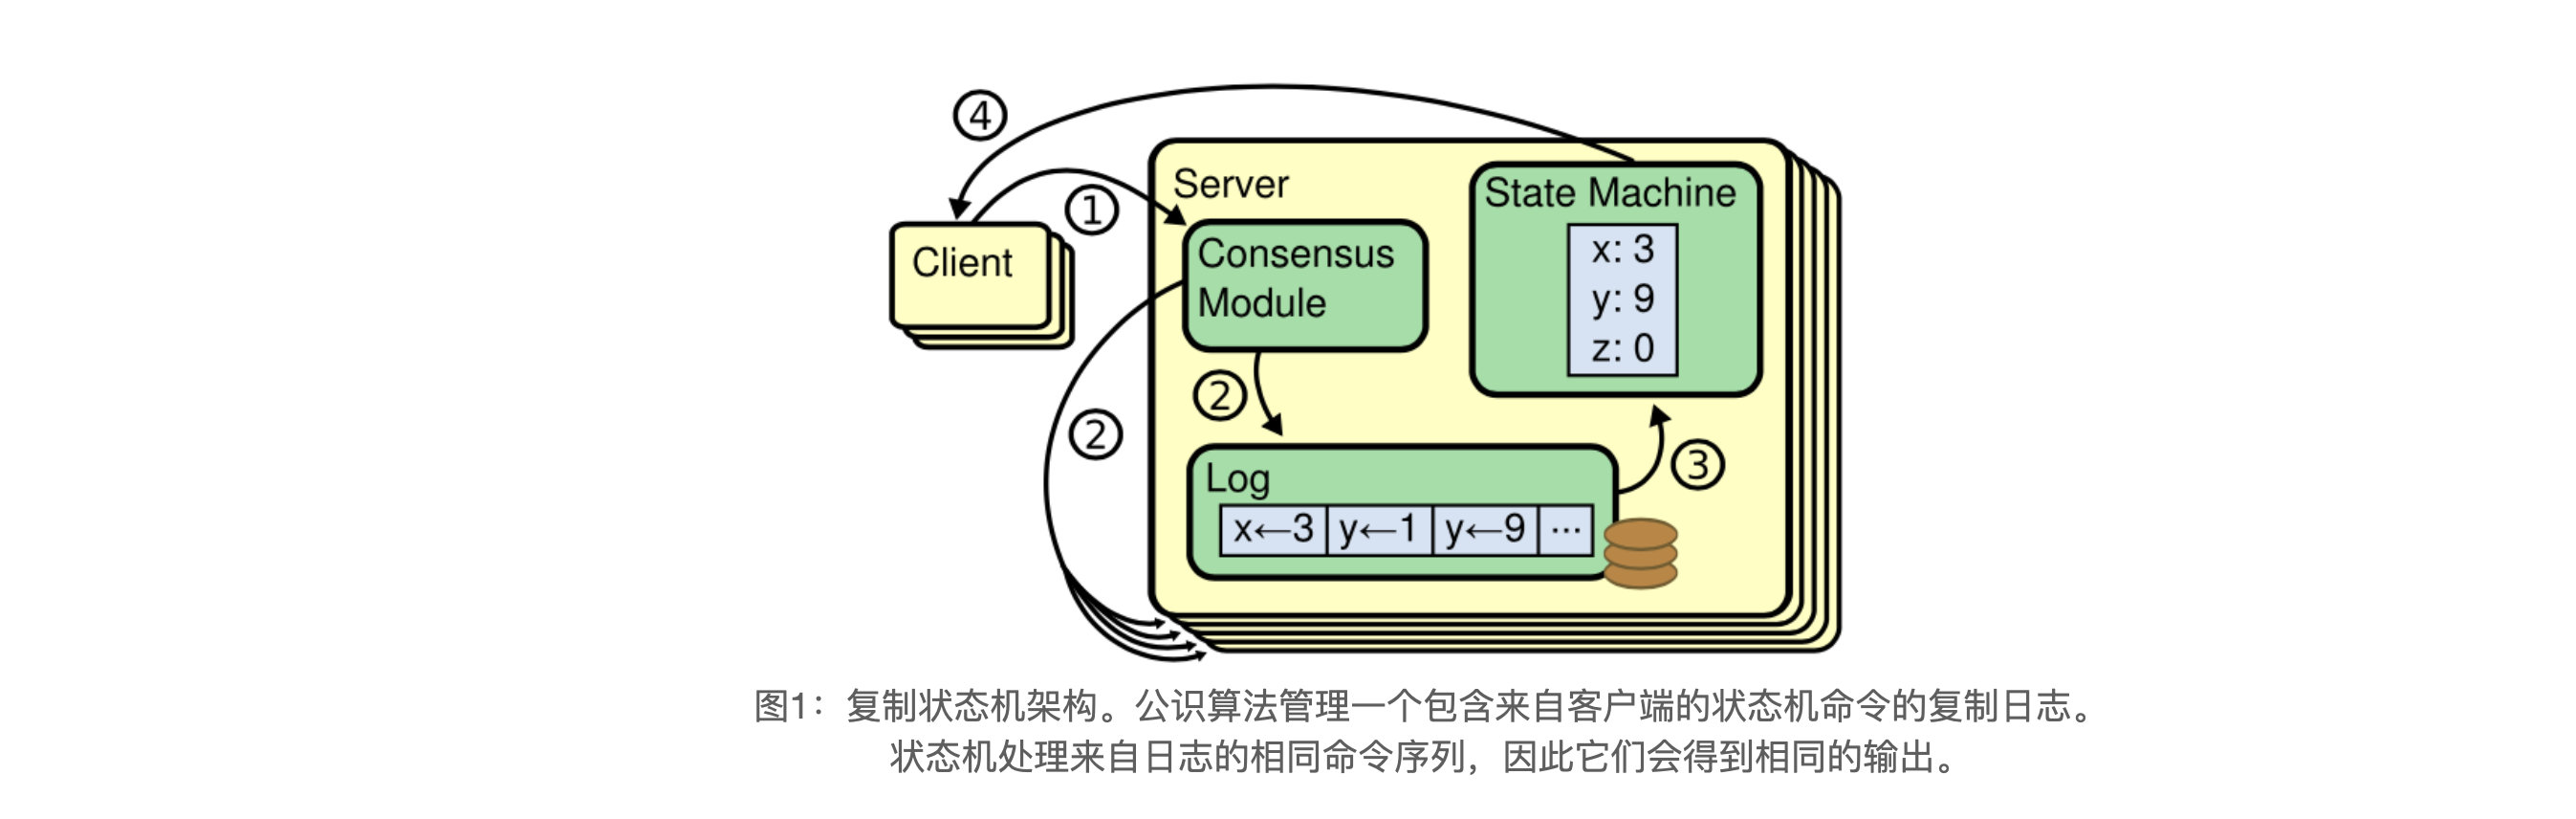 ④
①
Server
State Machine
Client
Consensus
Module
x: 3
y: 9
z: 0
②
②
③
Log
x←3 y←1 y←9 ···
图1：复制状态机架构。公识算法管理一个包含来自客户端的状态机命令的复制日志。
状态机处理来自日志的相同命令序列，因此它们会得到相同的输出。